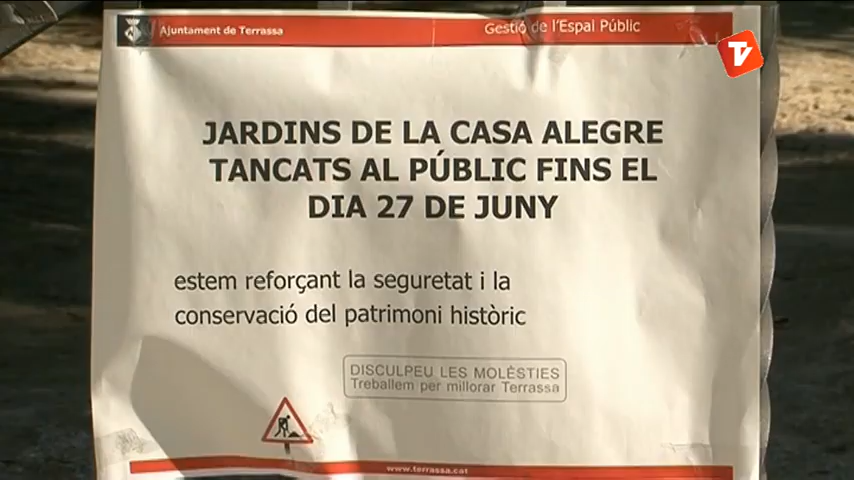 Ajuntament de Terrassa
Gestió de l'Espai Públic
TV
JARDINS DE LA CASA ALEGRE
TANCATS AL PÚBLIC FINS EL
DIA 27 DE JUNY
estem reforçant la seguretat i la
conservació del patrimoni històric
DISCULPEU LES MOLÈSTIES
Treballem per millorar Terrassa
www.terrassa.cat